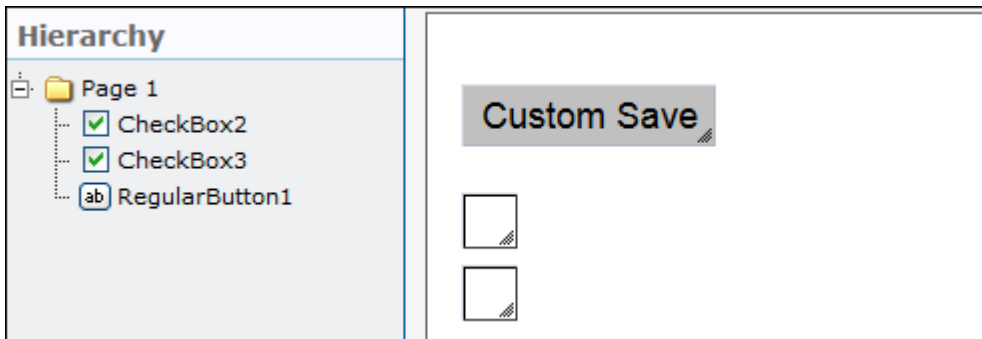 Hierarchy
Page 1
CheckBox2
CheckBox3
ab RegularButton1
Custom Save